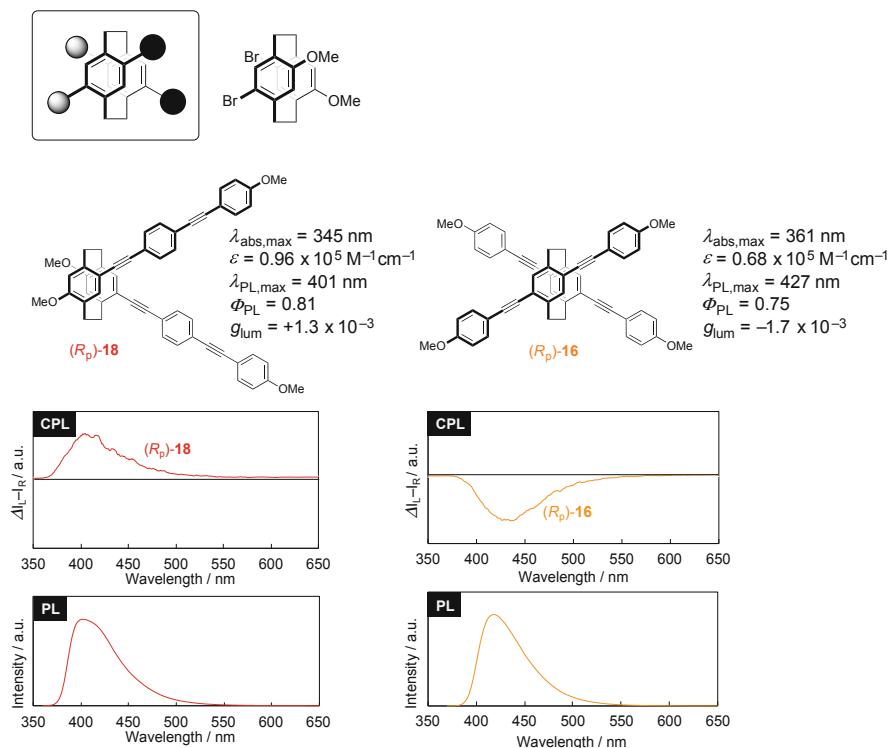 Br
OMe
Br
OMe
OMe
MeO
MeO
OMe
(Rp)-18
λabs,max = 345 nm
ε = 0.96 x 10⁵ M⁻¹cm⁻¹
λPL,max = 401 nm
ΦPL = 0.81
glum = +1.3 x 10⁻³
MeO
OMe
MeO
OMe
(Rp)-16
λabs,max = 361 nm
ε = 0.68 x 10⁵ M⁻¹cm⁻¹
λPL,max = 427 nm
ΦPL = 0.75
glum = –1.7 x 10⁻³
CPL
(Rp)-18
ΔIL–IR / a.u.
350 400 450 500 550 600 650
Wavelength / nm
CPL
(Rp)-16
ΔIL–IR / a.u.
350 400 450 500 550 600 650
Wavelength / nm
PL
Intensity / a.u.
350 400 450 500 550 600 650
Wavelength / nm
PL
Intensity / a.u.
350 400 450 500 550 600 650
Wavelength / nm